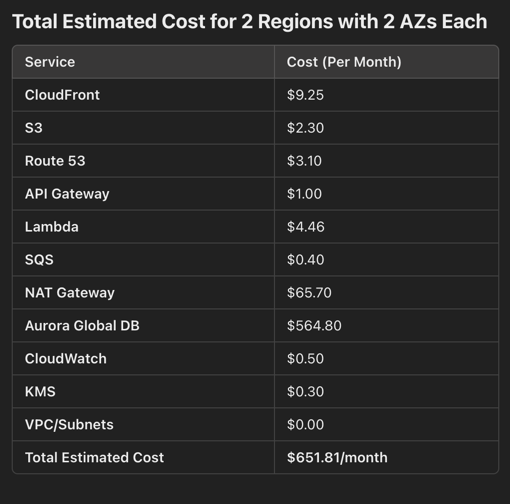 Total Estimated Cost for 2 Regions with 2 AZs Each
Service Cost (Per Month)
CloudFront $9.25
S3 $2.30
Route 53 $3.10
API Gateway $1.00
Lambda $4.46
SQS $0.40
NAT Gateway $65.70
Aurora Global DB $564.80
CloudWatch $0.50
KMS $0.30
VPC/Subnets $0.00
Total Estimated Cost $651.81/month